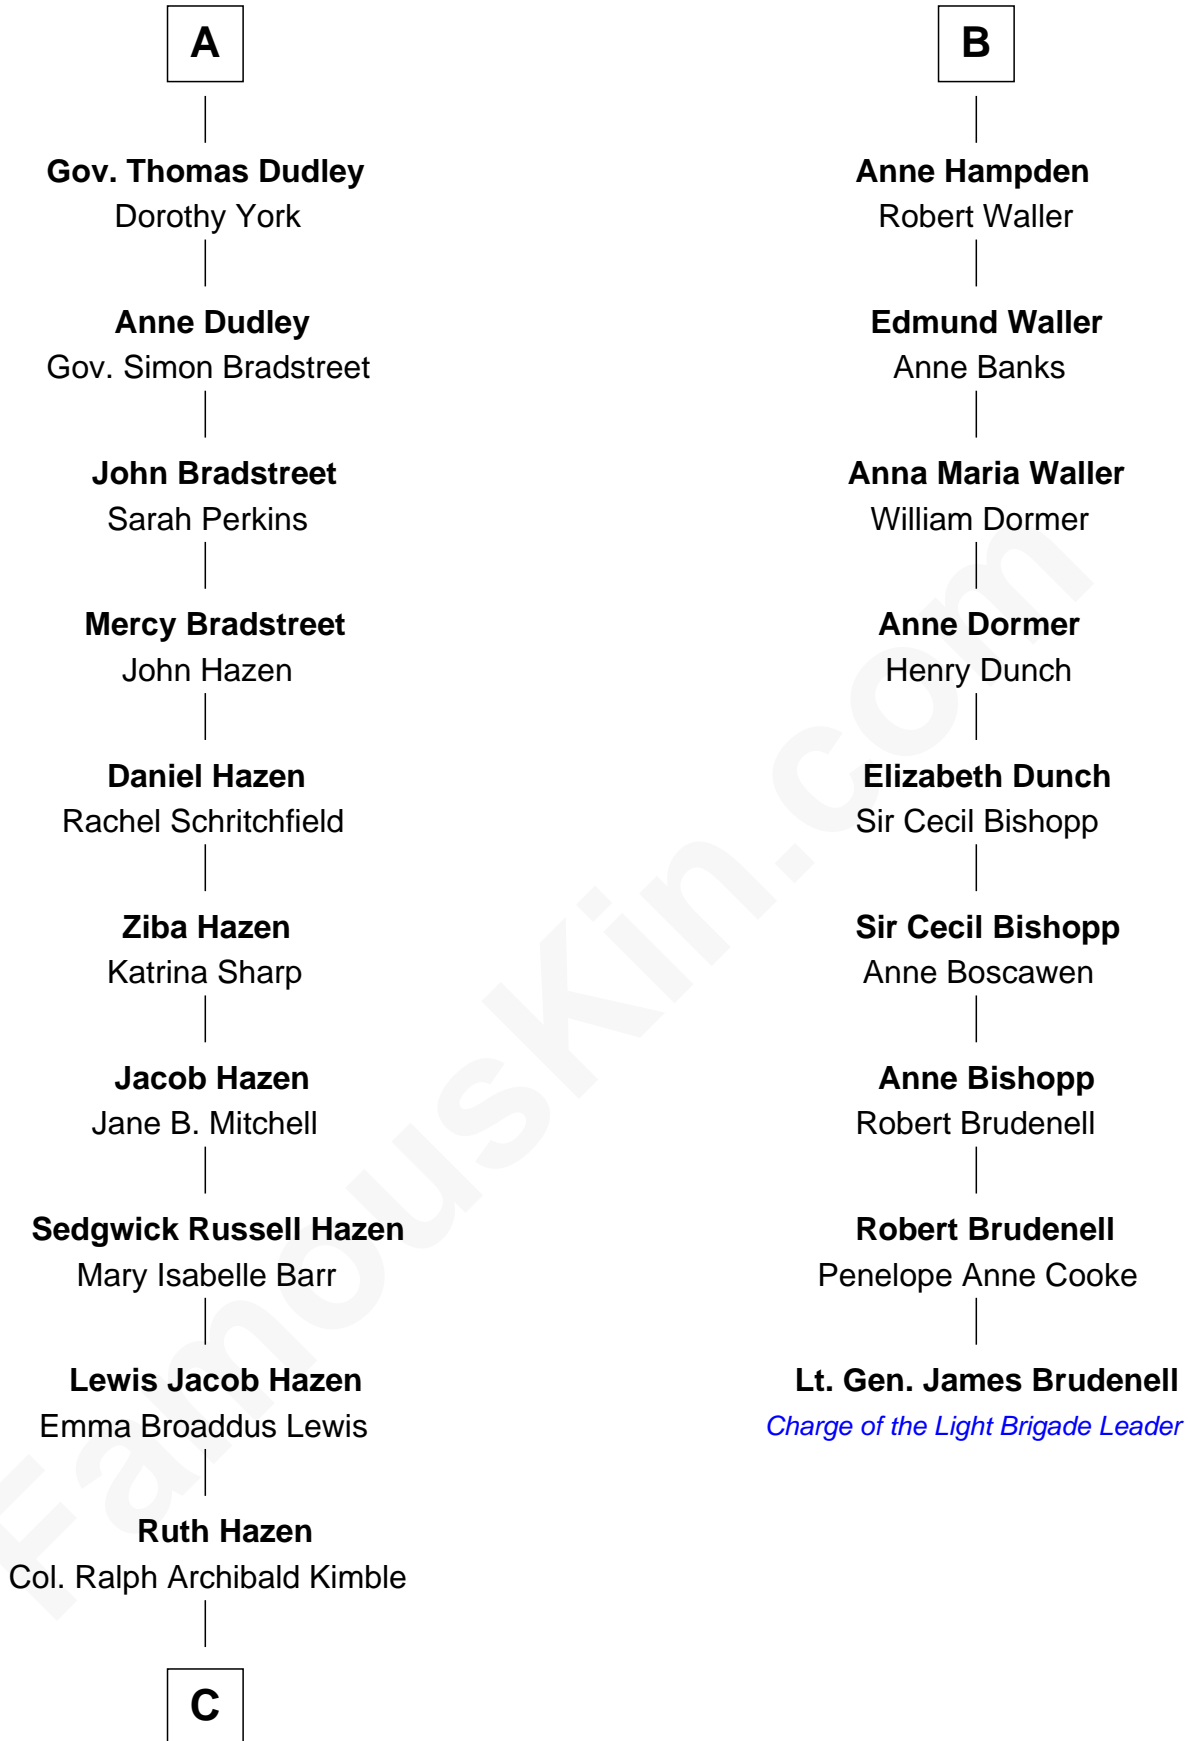 A
Gov. Thomas Dudley
Dorothy York
Anne Dudley
Gov. Simon Bradstreet
John Bradstreet
Sarah Perkins
Mercy Bradstreet
John Hazen
Daniel Hazen
Rachel Schritchfield
Ziba Hazen
Katrina Sharp
Jacob Hazen
Jane B. Mitchell
Sedgwick Russell Hazen
Mary Isabelle Barr
Lewis Jacob Hazen
Emma Broaddus Lewis
Ruth Hazen
Col. Ralph Archibald Kimble
C
B
Anne Hampden
Robert Waller
Edmund Waller
Anne Banks
Anna Maria Waller
William Dormer
Anne Dormer
Henry Dunch
Elizabeth Dunch
Sir Cecil Bishopp
Sir Cecil Bishopp
Anne Boscawen
Anne Bishopp
Robert Brudenell
Robert Brudenell
Penelope Anne Cooke
Lt. Gen. James Brudenell
Charge of the Light Brigade Leader
FamousKin.com